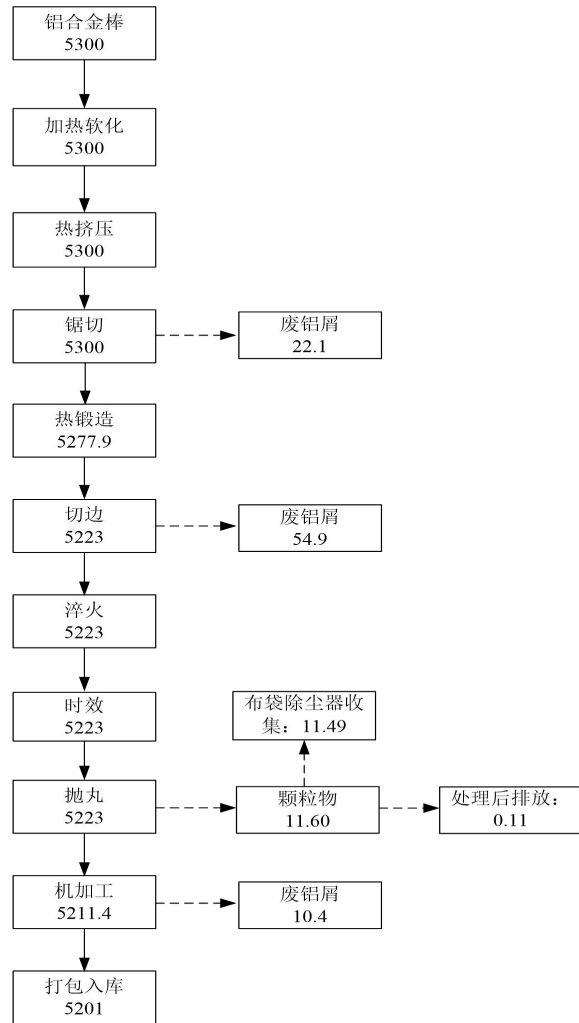 铝合金棒
5300
加热软化
5300
热挤压
5300
锯切
5300
废铝屑
22.1
热锻造
5277.9
切边
5223
废铝屑
54.9
淬火
5223
时效
5223
布袋除尘器收
集：11.49
抛丸
5223
颗粒物
11.60
处理后排放：
0.11
机加工
5211.4
废铝屑
10.4
打包入库
5201